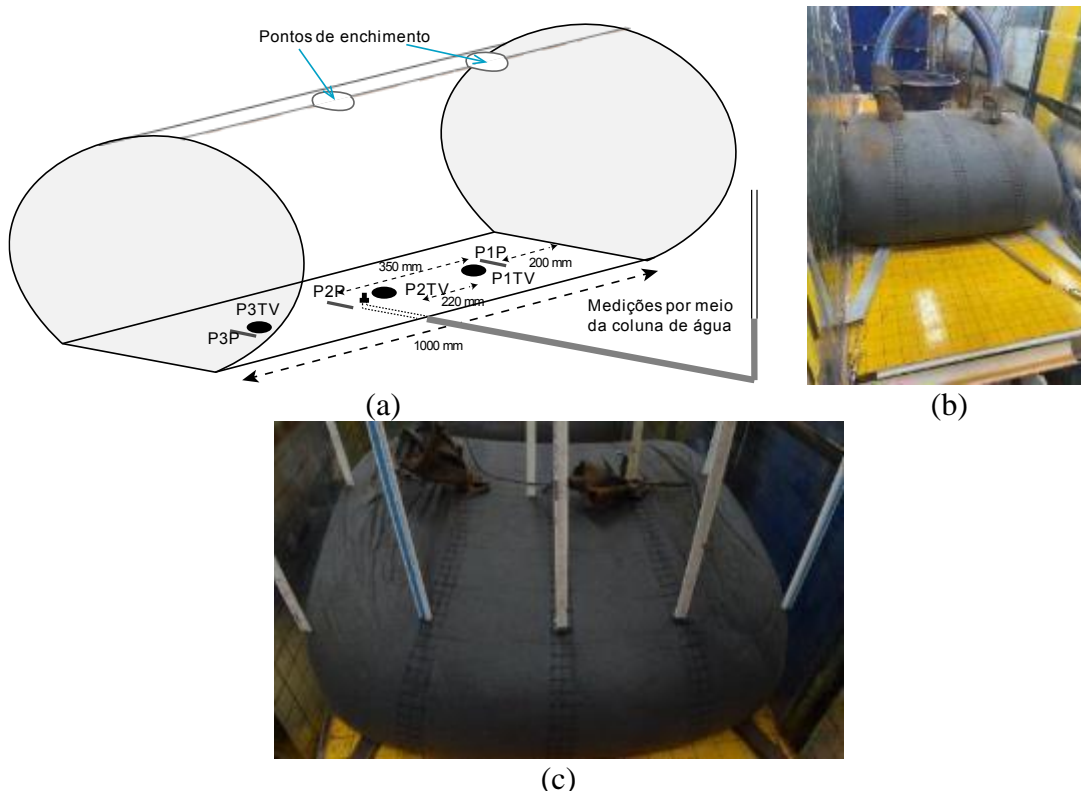 Pontos de enchimento
P1P
200 mm
350 mm
P1TV
P2P
P2TV
220 mm
P3TV
Medições por meio
da coluna de água
P3P
1000 mm
(a)
(b)
(c)